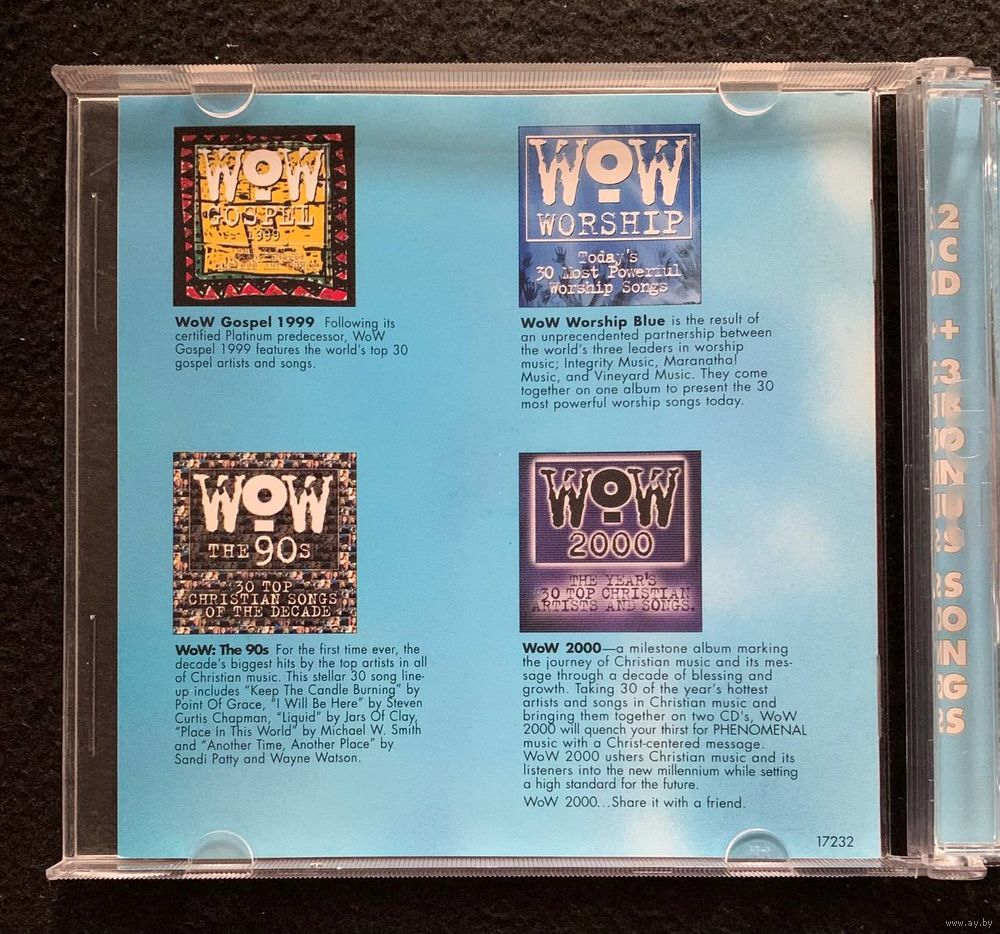 WOW
GOSPEL
1999
WoW Gospel 1999 Following its
certified Platinum predecessor, WoW
Gospel 1999 features the world's top 30
gospel artists and songs.
WOW
WORSHIP
Today's
30 Most Powerful
Worship Songs
WoW Worship Blue is the result of
an unprecendented partnership between
the world's three leaders in worship
music; Integrity Music, Maranatha!
Music, and Vineyard Music. They come
together on one album to present the 30
most powerful worship songs today.
WOW
THE 90s
30 TOP
CHRISTIAN SONGS
OF THE DECADE
WoW: The 90s For the first time ever, the
decade's biggest hits by the top artists in all
of Christian music. This stellar 30 song line-
up includes "Keep The Candle Burning" by
Point Of Grace, "I Will Be Here" by Steven
Curtis Chapman, "Liquid" by Jars Of Clay,
"Place In This World" by Michael W. Smith
and "Another Time, Another Place" by
Sandi Patty and Wayne Watson.
WOW
2000
THE YEAR'S
30 TOP CHRISTIAN
ARTISTS AND SONGS.
WoW 2000—a milestone album marking
the journey of Christian music and its mes-
sage through a decade of blessing and
growth. Taking 30 of the year's hottest
artists and songs in Christian music and
bringing them together on two CD's, WoW
2000 will quench your thirst for PHENOMENAL
music with a Christ-centered message.
WoW 2000 ushers Christian music and its
listeners into the new millennium while setting
a high standard for the future.
WoW 2000...Share it with a friend.
17232
2
C
D
+
3
BONUS
SONGS
www.ay.by